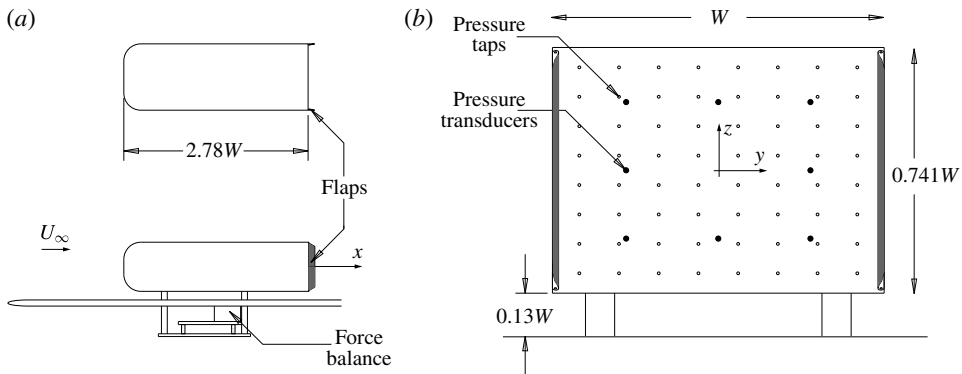 (a)
2.78W
Flaps
U∞
x
Force
balance
(b)
W
Pressure
taps
Pressure
transducers
z
y
0.741W
0.13W